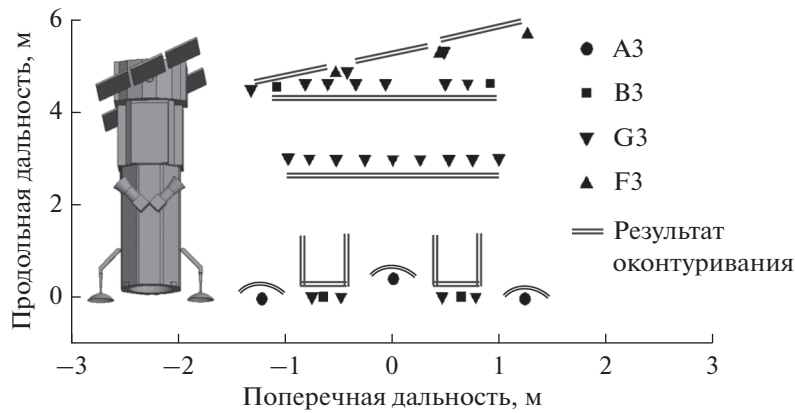 Продольная дальность, м
6
4
2
0
−3
−2
−1
0
1
2
3
Поперечная дальность, м
A3
B3
G3
F3
Результат
оконтуривания